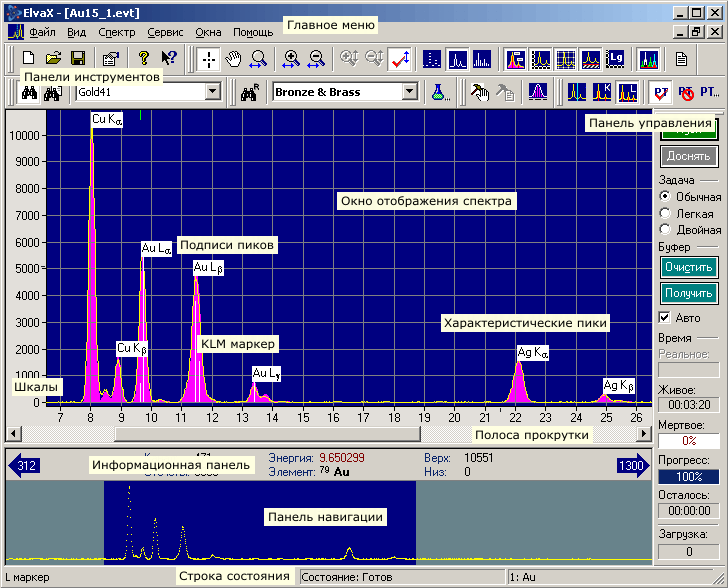 ElvaX - [Au15_1.evt]
Файл Вид Спектр Сервис Окна Помощь
Главное меню
Lg
Панели инструментов
Gold41
R
Bronze & Brass
K
L
PT PT PT...
Панель управления
Доснять
Задача
Обычная
Легкая
Двойная
Буфер
Очистить
Получить
Авто
Время
Реальное:
Живое:
00:03:20
Мертвое:
0%
Прогресс:
100%
Осталось:
00:00:00
Загрузка:
0
10000
9000
8000
7000
6000
5000
4000
3000
2000
1000
0
Cu Kα
Окно отображения спектра
Au Lα
Подписи пиков
Au Lβ
Характеристические пики
KLM маркер
Cu Kβ
Ag Kα
Au Lγ
Ag Kβ
Шкалы
7 8 9 10 11 12 13 14 15 16 17 18 19 20 21 22 23 24 25 26
Полоса прокрутки
312
Информационная панель
Энергия: 9.650299
Верх: 10551
Элемент: 79 Au
Низ: 0
1300
Панель навигации
L маркер
Строка состояния
Состояние: Готов
1: Au